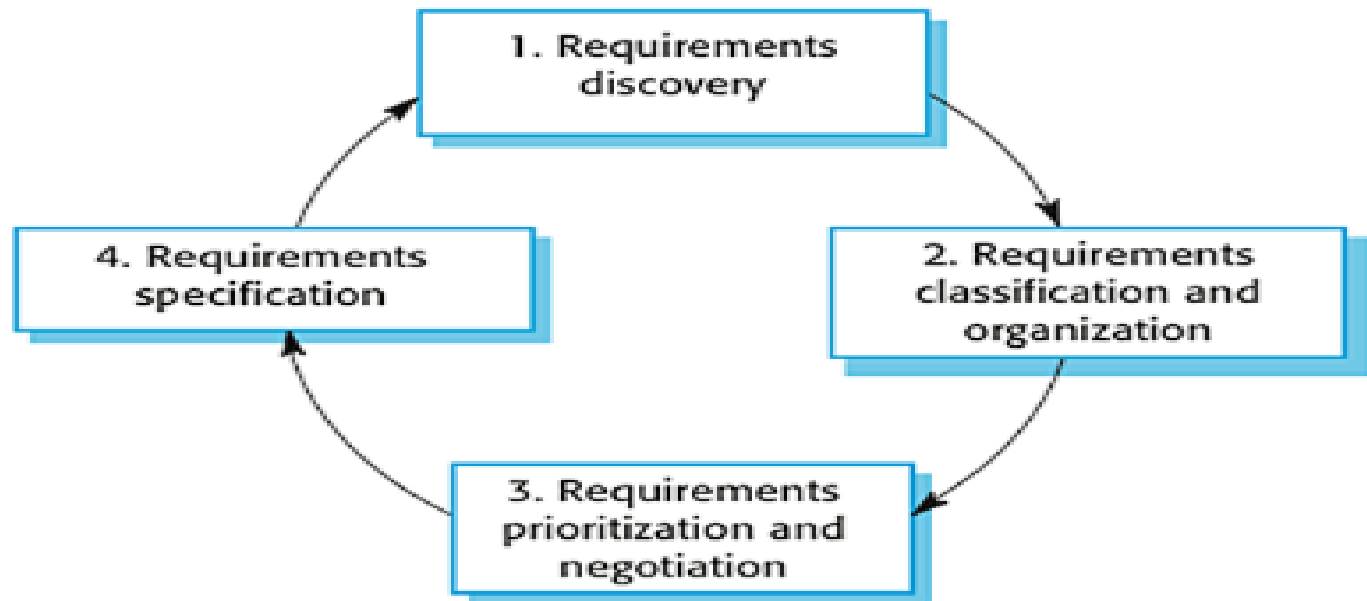 1. Requirements
discovery
2. Requirements
classification and
organization
3. Requirements
prioritization and
negotiation
4. Requirements
specification